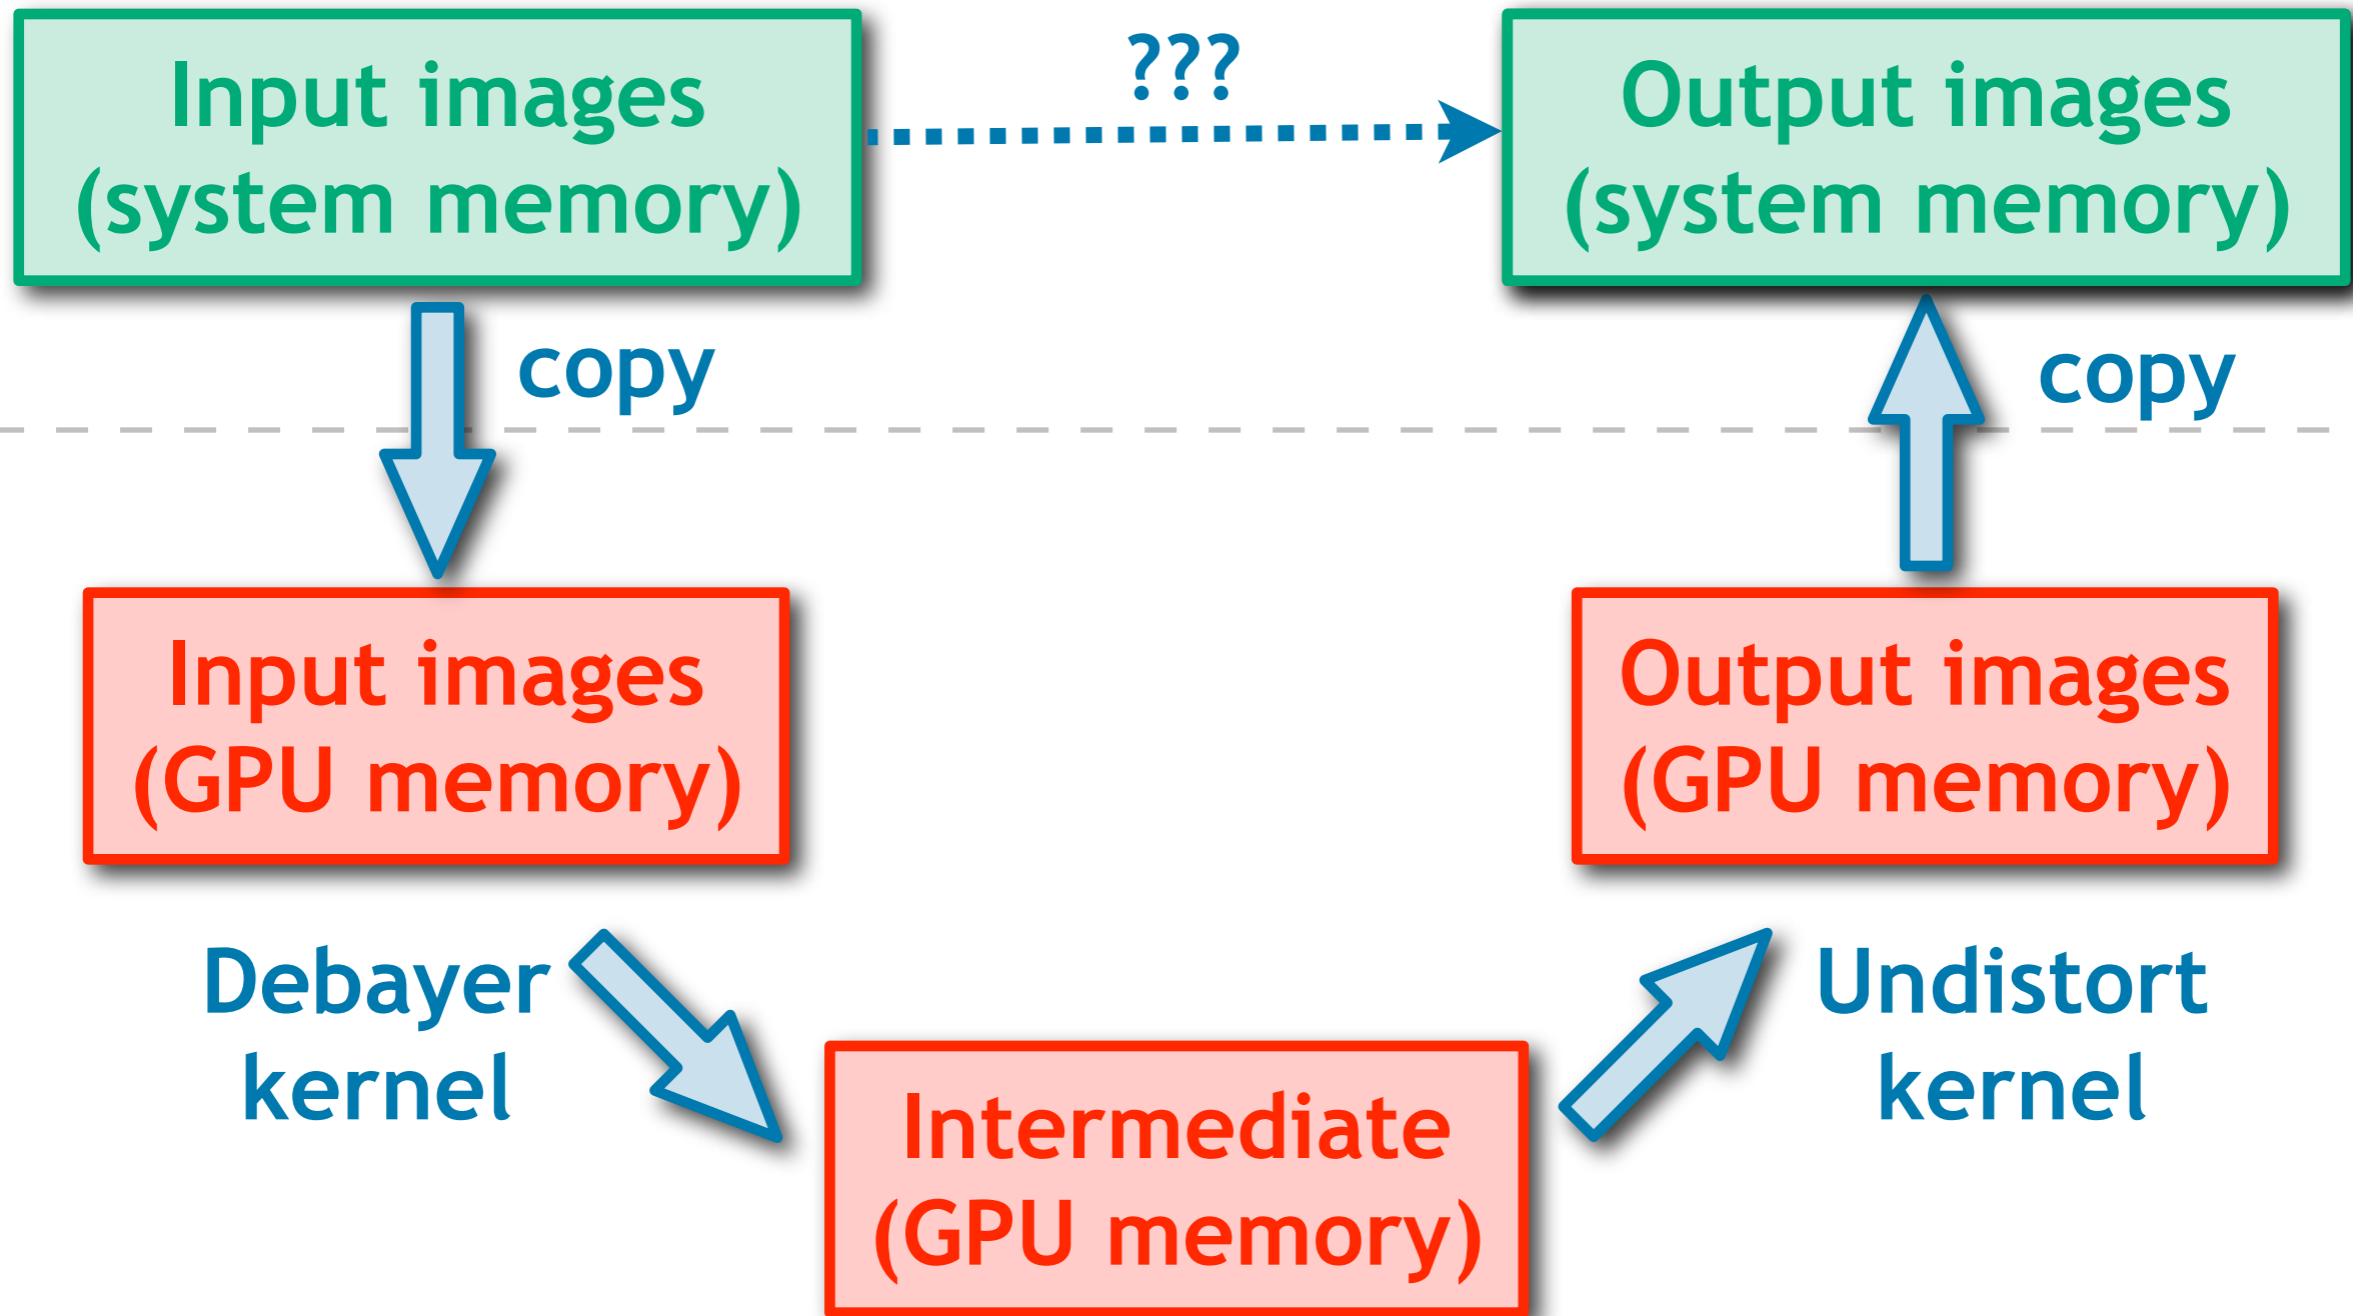 Input images
(system memory)
???
Output images
(system memory)
copy
copy
Input images
(GPU memory)
Output images
(GPU memory)
Debayer
kernel
Undistort
kernel
Intermediate
(GPU memory)